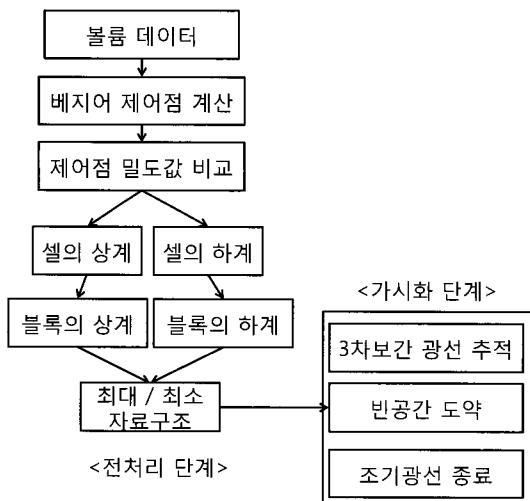 볼륨 데이터
베지어 제어점 계산
제어점 밀도값 비교
셀의 상계
셀의 하계
블록의 상계
블록의 하계
최대 / 최소
자료구조
<전처리 단계>
<가시화 단계>
3차보간 광선 추적
빈공간 도약
조기광선 종료